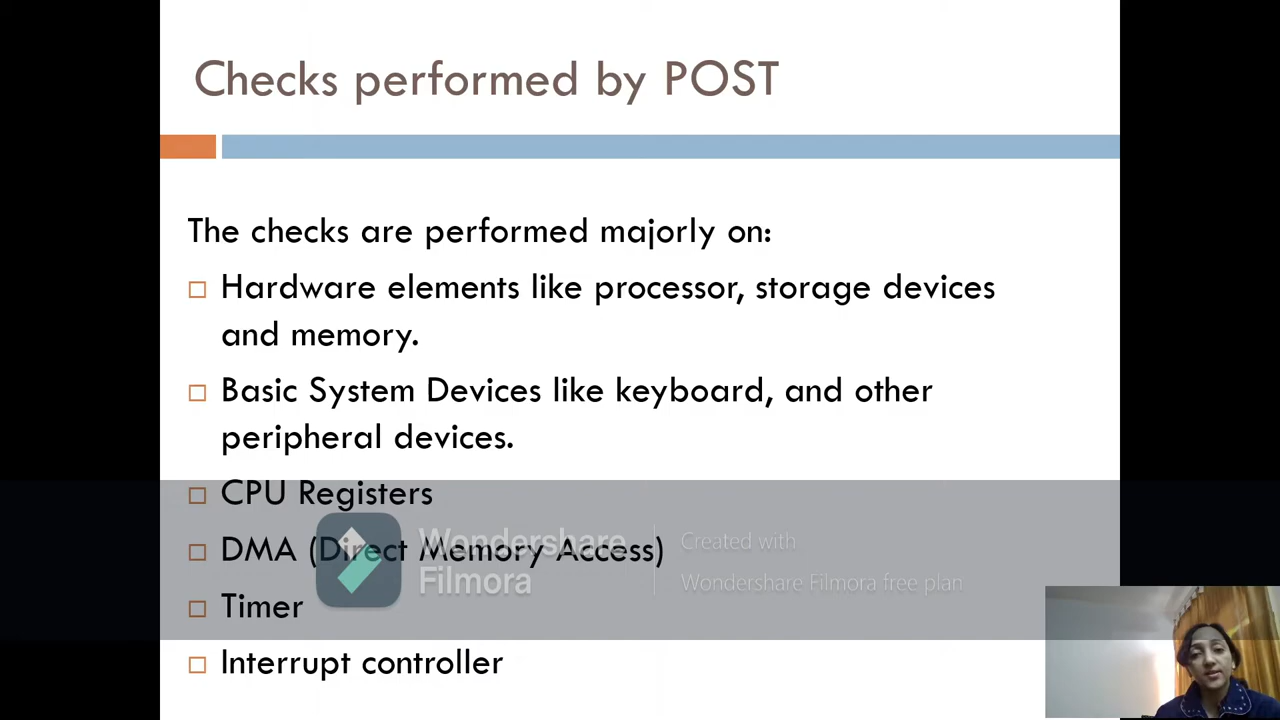 Checks performed by POST
The checks are performed majorly on:
Hardware elements like processor, storage devices
and memory.
Basic System Devices like keyboard, and other
peripheral devices.
CPU Registers
DMA (Direct Memory Access)
Wondershare
Filmora
Created with
Wondershare Filmora free plan
Timer
Interrupt controller